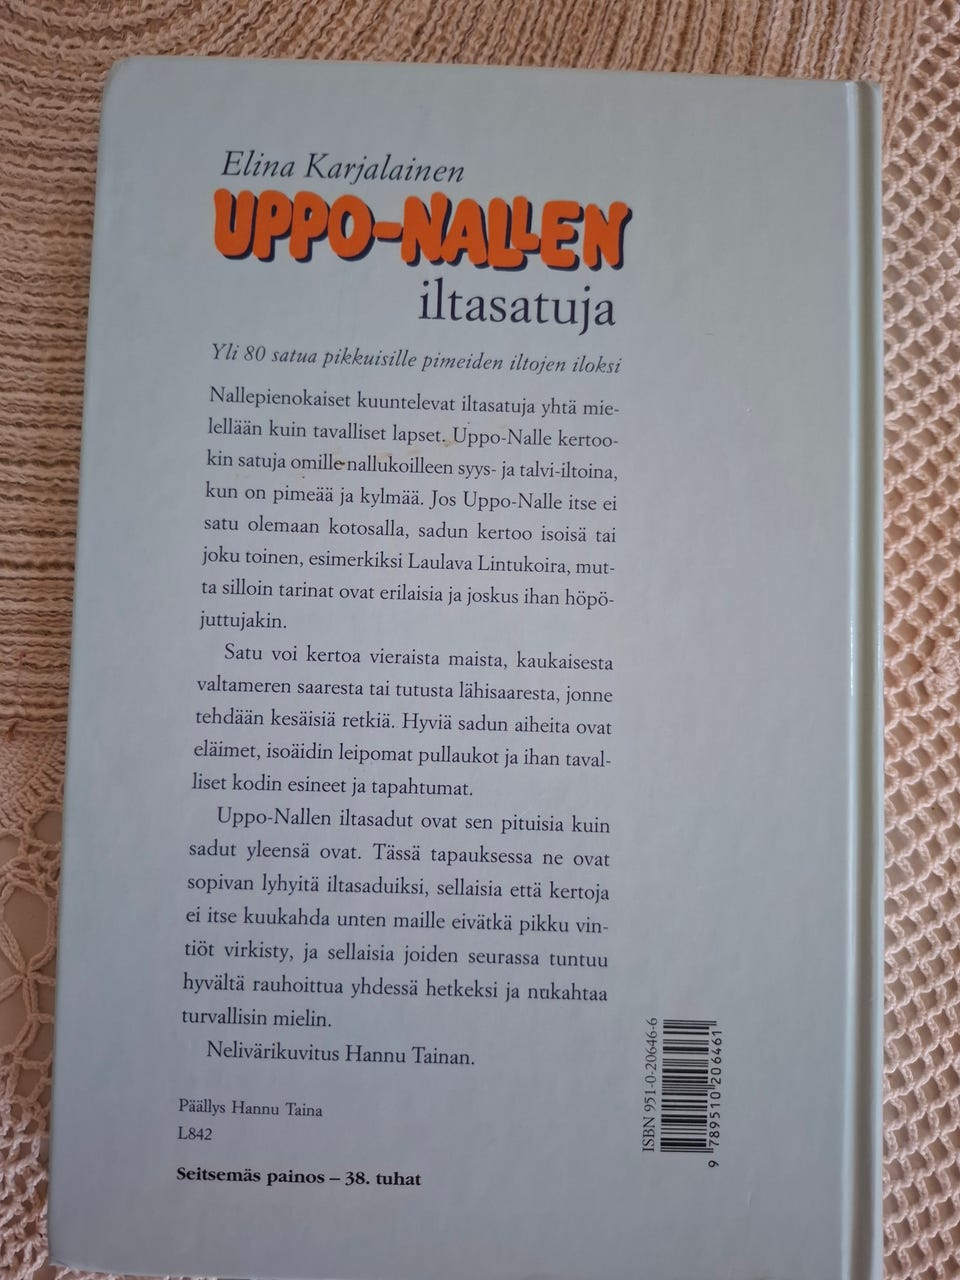 Elina Karjalainen
UPPO-NALLEN
iltasatuja
Yli 80 satua pikkuisille pimeiden iltojen iloksi
Nallepienokaiset kuuntelevat iltasatuja yhtä mie-
lellään kuin tavalliset lapset. Uppo-Nalle kertoo-
kin satuja omille nallukoilleen syys- ja talvi-iltoina,
kun on pimeää ja kylmää. Jos Uppo-Nalle itse ei
satu olemaan kotosalla, sadun kertoo isoisä tai
joku toinen, esimerkiksi Laulava Lintukoira, mut-
ta silloin tarinat ovat erilaisia ja joskus ihan höpö-
juttujakin.
Satu voi kertoa vieraista maista, kaukaisesta
valtameren saaresta tai tutusta lähisaaresta, jonne
tehdään kesäisiä retkiä. Hyviä sadun aiheita ovat
eläimet, isoäidin leipomat pullaukot ja ihan taval-
liset kodin esineet ja tapahtumat.
Uppo-Nallen iltasadut ovat sen pituisia kuin
sadut yleensä ovat. Tässä tapauksessa ne ovat
sopivan lyhyitä iltasaduiksi, sellaisia että kertoja
ei itse kuukahda unten maille eivätkä pikku vin-
tiöt virkisty, ja sellaisia joiden seurassa tuntuu
hyvältä rauhoittua yhdessä hetkeksi ja nukahtaa
turvallisin mielin.
Nelivärikuvitus Hannu Tainan.
Päällys Hannu Taina
L842
Seitsemäs painos – 38. tuhat
ISBN 951-0-20646-6
9 789510 206461